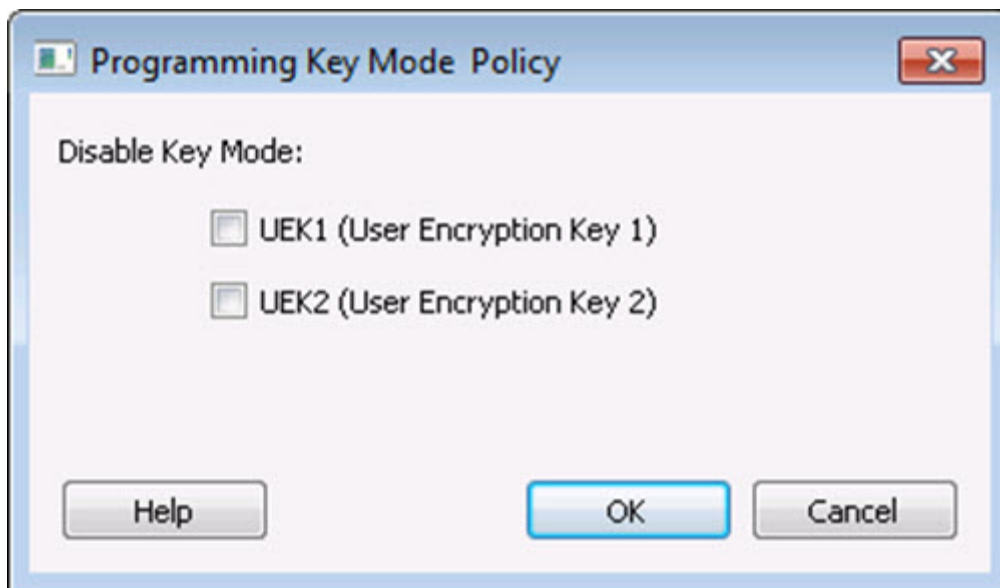 Programming Key Mode Policy
Disable Key Mode:
UEK1 (User Encryption Key 1)
UEK2 (User Encryption Key 2)
Help OK Cancel